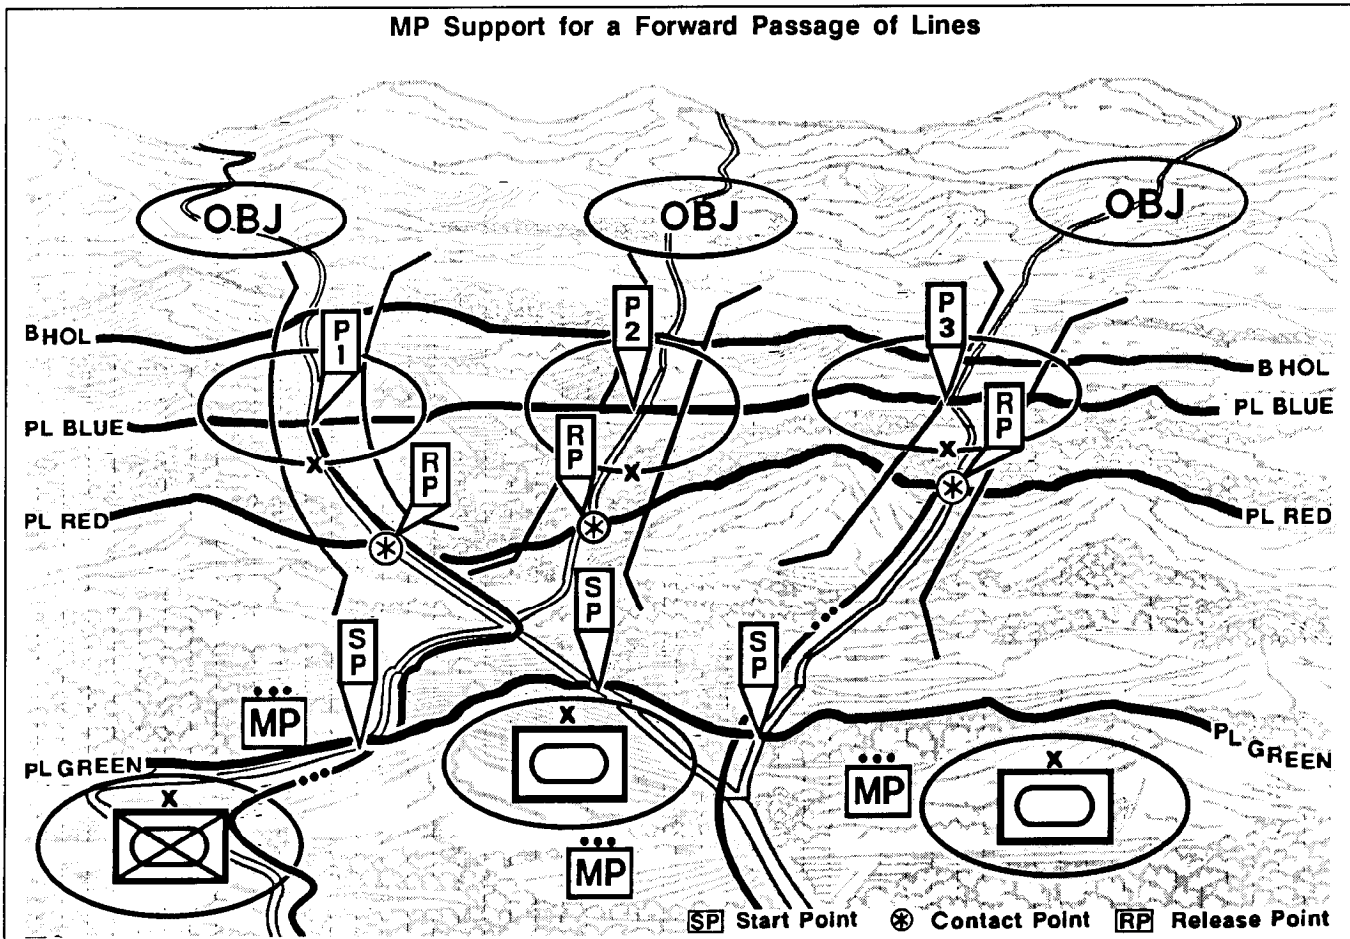 MP Support for a Forward Passage of Lines
OBJ
OBJ
OBJ
P
1
P
2
P
3
BHOL
B HOL
PL BLUE
PL BLUE
R
P
R
P
R
P
X
X
X
PL RED
PL RED
S
P
S
P
S
P
MP
PL GREEN
PL GREEN
X
X
X
MP
MP
SP Start Point
Contact Point
RP Release Point